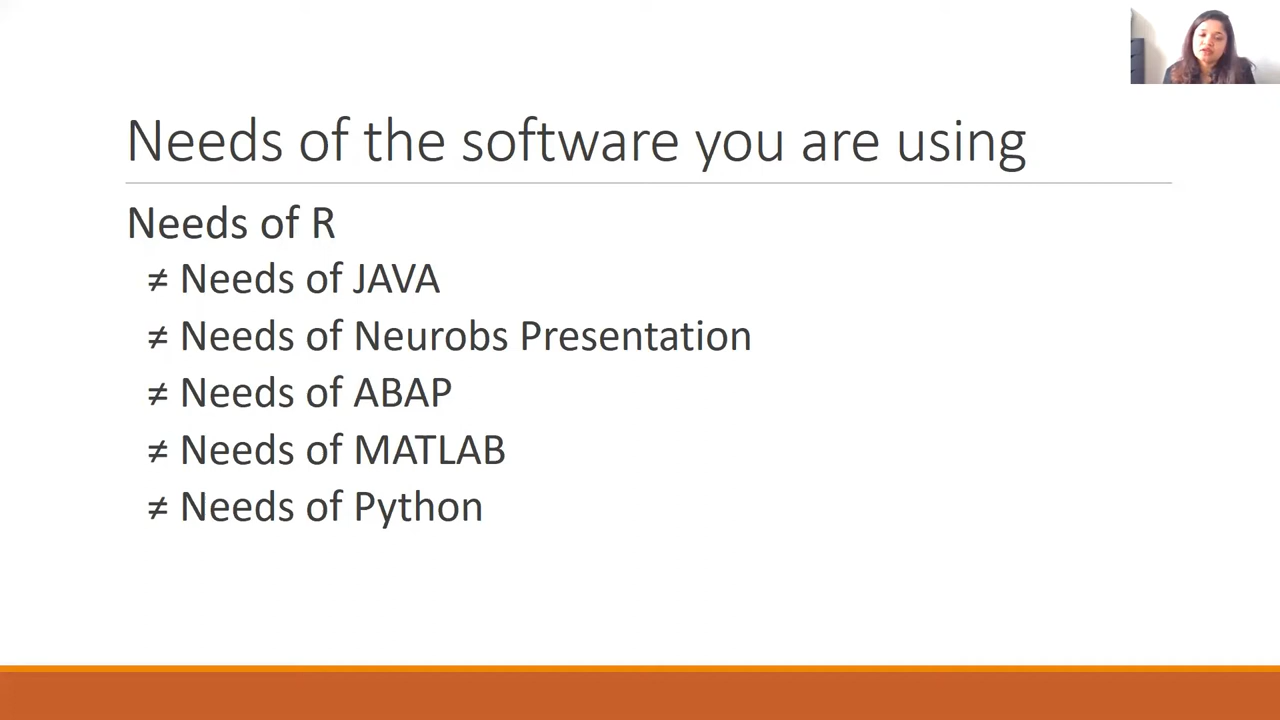 Needs of the software you are using
Needs of R
≠ Needs of JAVA
≠ Needs of Neurobs Presentation
≠ Needs of ABAP
≠ Needs of MATLAB
≠ Needs of Python